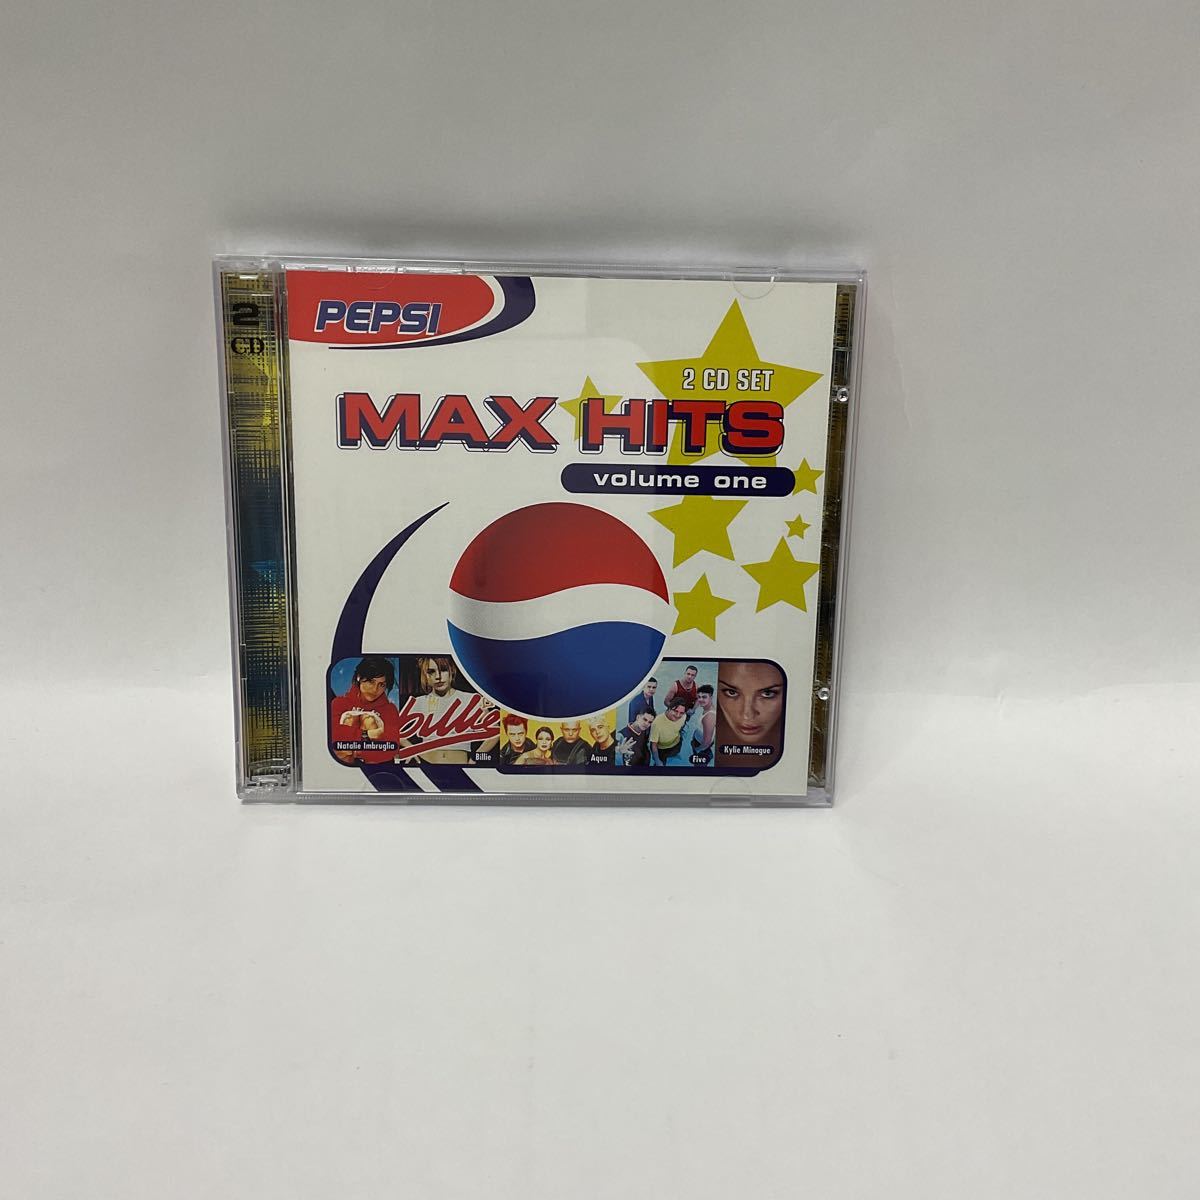 2
CD
PEPSI
2 CD SET
MAX HITS
volume one
billie
Natalie Imbruglia
Billie
Aqua
Five
Kylie Minogue